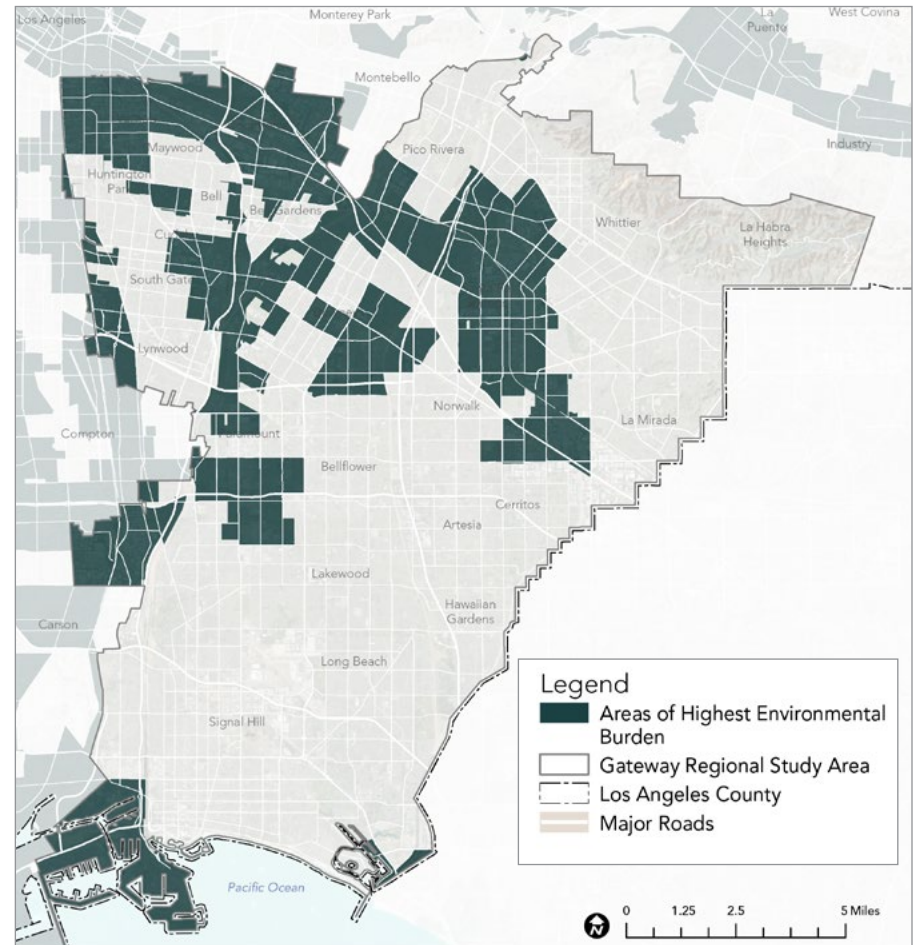 Los Angeles
Monterey Park
La
Puente
West Covina
Montebello
Industry
Maywood
Pico Rivera
Huntington
Park
Bell
Bell Gardens
Whittier
La Habra
Heights
South Gate
Lynwood
Norwalk
La Mirada
Compton
Paramount
Bellflower
Cerritos
Artesia
Lakewood
Hawaiian
Gardens
Carson
Long Beach
Signal Hill
Pacific Ocean
Legend
Areas of Highest Environmental
Burden
Gateway Regional Study Area
Los Angeles County
Major Roads
N
0 1.25 2.5 5 Miles